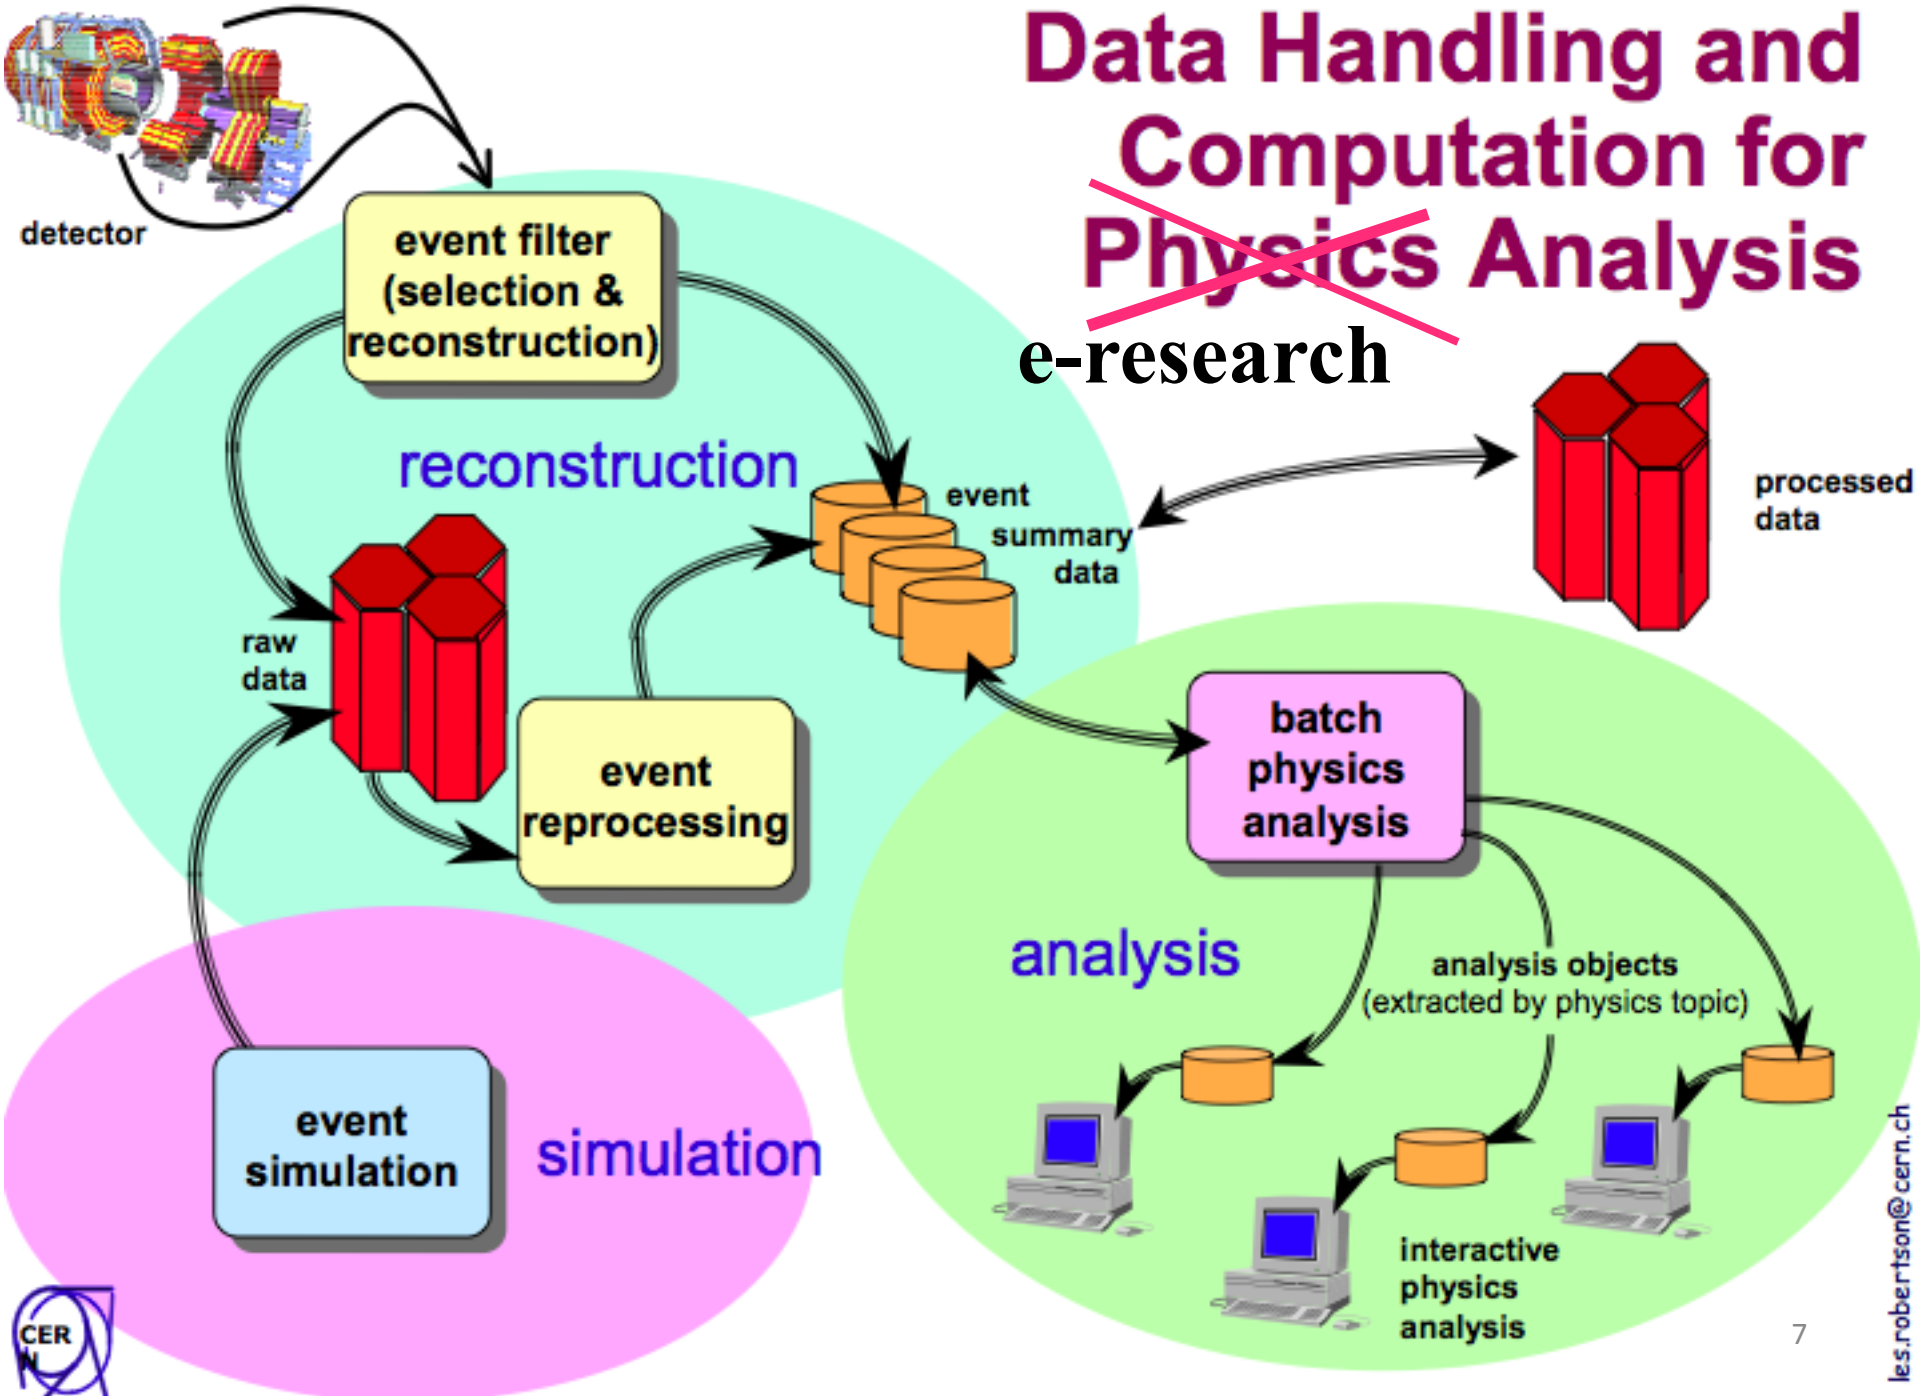 Data Handling and
Computation for
Physics Analysis
e-research
detector
event filter
(selection &
reconstruction)
reconstruction
event
summary
data
processed
data
raw
data
event
reprocessing
batch
physics
analysis
analysis
analysis objects
(extracted by physics topic)
event
simulation
simulation
interactive
physics
analysis
CER
N
7
les.robertson@cern.ch